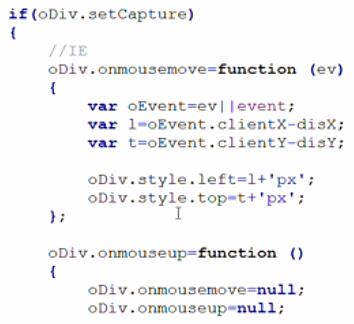 if(oDiv.setCapture)
{
//IE
oDiv.onmousemove=function (ev)
{
var oEvent=ev||event;
var l=oEvent.clientX-disX;
var t=oEvent.clientY-disY;
oDiv.style.left=l+'px';
oDiv.style.top=t+'px';
};
oDiv.onmouseup=function ()
{
oDiv.onmousemove=null;
oDiv.onmouseup=null;